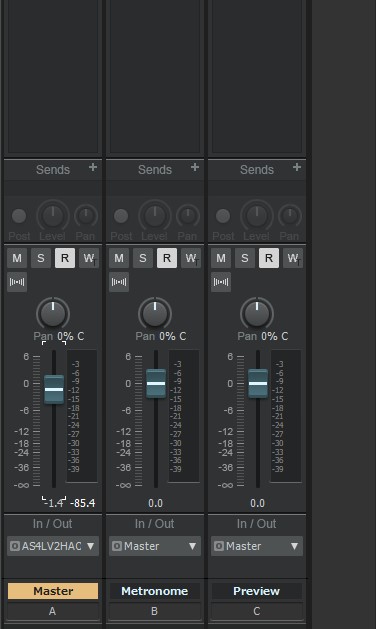 Sends + Sends + Sends +
Post Level Pan Post Level Pan Post Level Pan
M S R W M S R W M S R W
Pan 0% C Pan 0% C Pan 0% C
6 6 6
-3 -3 -3
0 -6 0 -6 0 -6
-9 -9 -9
-12 -12 -12
-6 -15 -6 -15 -6 -15
-18 -18 -18
-21 -21 -21
-12 -24 -12 -24 -12 -24
-18 -27 -18 -27 -18 -27
-24 -30 -24 -30 -24 -30
-33 -33 -33
-36 -36 -36 -36 -36 -36
-39 -39 -39
-∞ -∞ -∞
-1.4 -85.4 0.0 0.0
In / Out In / Out In / Out
AS4LV2HAC Master Master
Master Metronome Preview
A B C